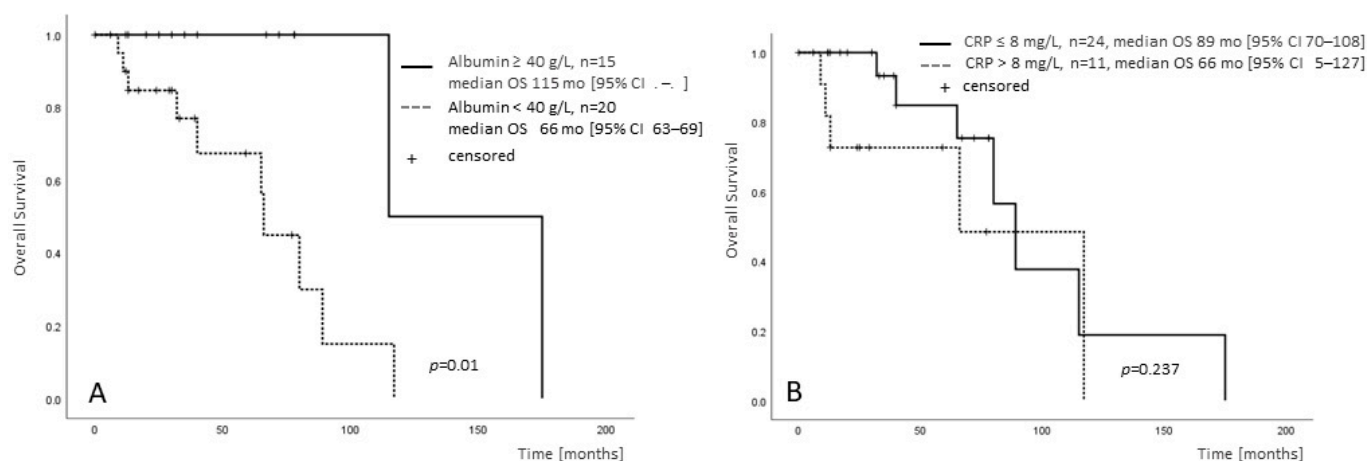 Albumin ≥ 40 g/L, n=15
median OS 115 mo [95% CI . –. ]
Albumin < 40 g/L, n=20
median OS 66 mo [95% CI 63–69]
+ censored
Overall Survival
1.0
0.8
0.6
0.4
0.2
0.0
p=0.01
A
0 50 100 150 200
Time [months]
CRP ≤ 8 mg/L, n=24, median OS 89 mo [95% CI 70–108]
CRP > 8 mg/L, n=11, median OS 66 mo [95% CI 5–127]
+ censored
Overall Survival
1.0
0.8
0.6
0.4
0.2
0.0
p=0.237
B
0 50 100 150 200
Time [months]